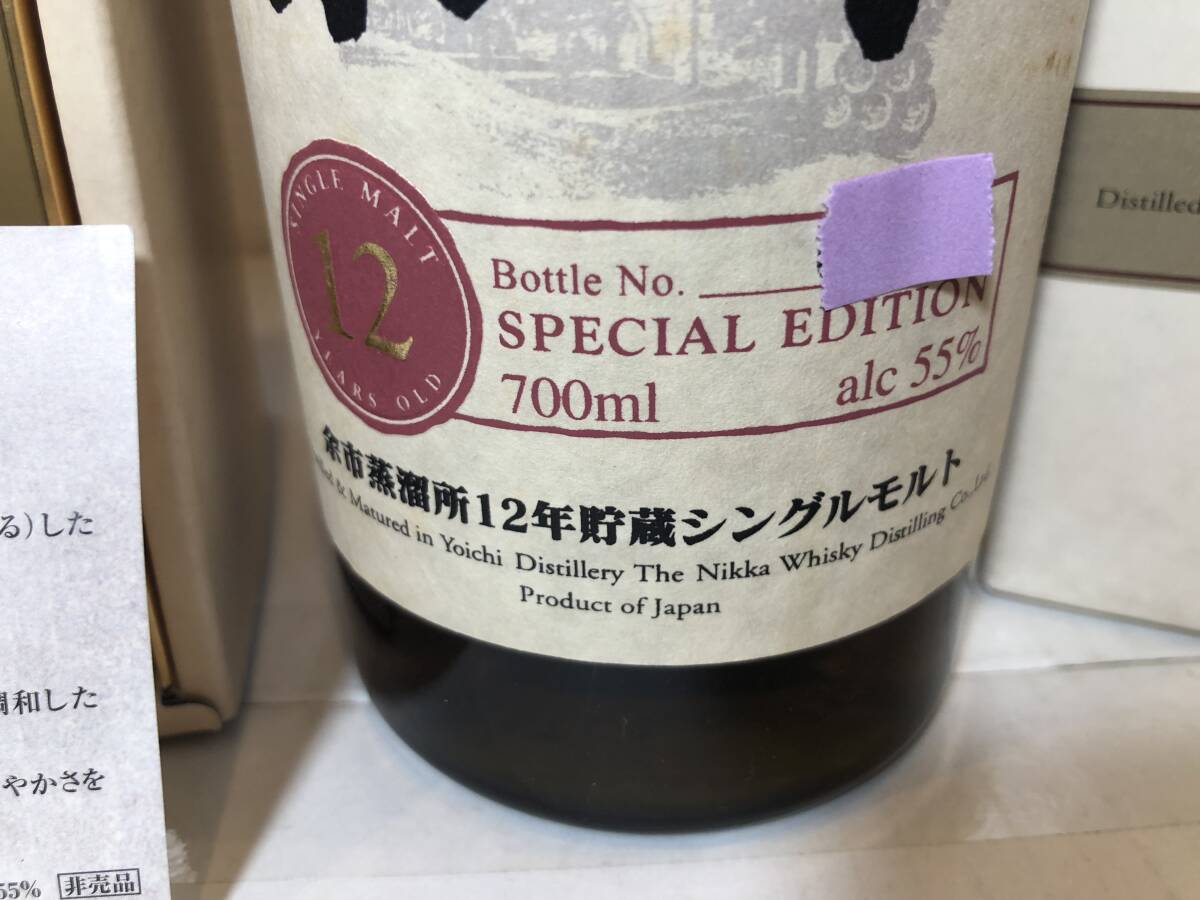 SINGLE MALT
12
YEARS OLD
Bottle No.
SPECIAL EDITION
700ml
alc 55%
余市蒸溜所12年貯蔵シングルモルト
& Matured in Yoichi Distillery The Nikka Whisky Distilling Co., Ltd.
Product of Japan
Distilled
る)した
調和した
やかさを
55%
非売品